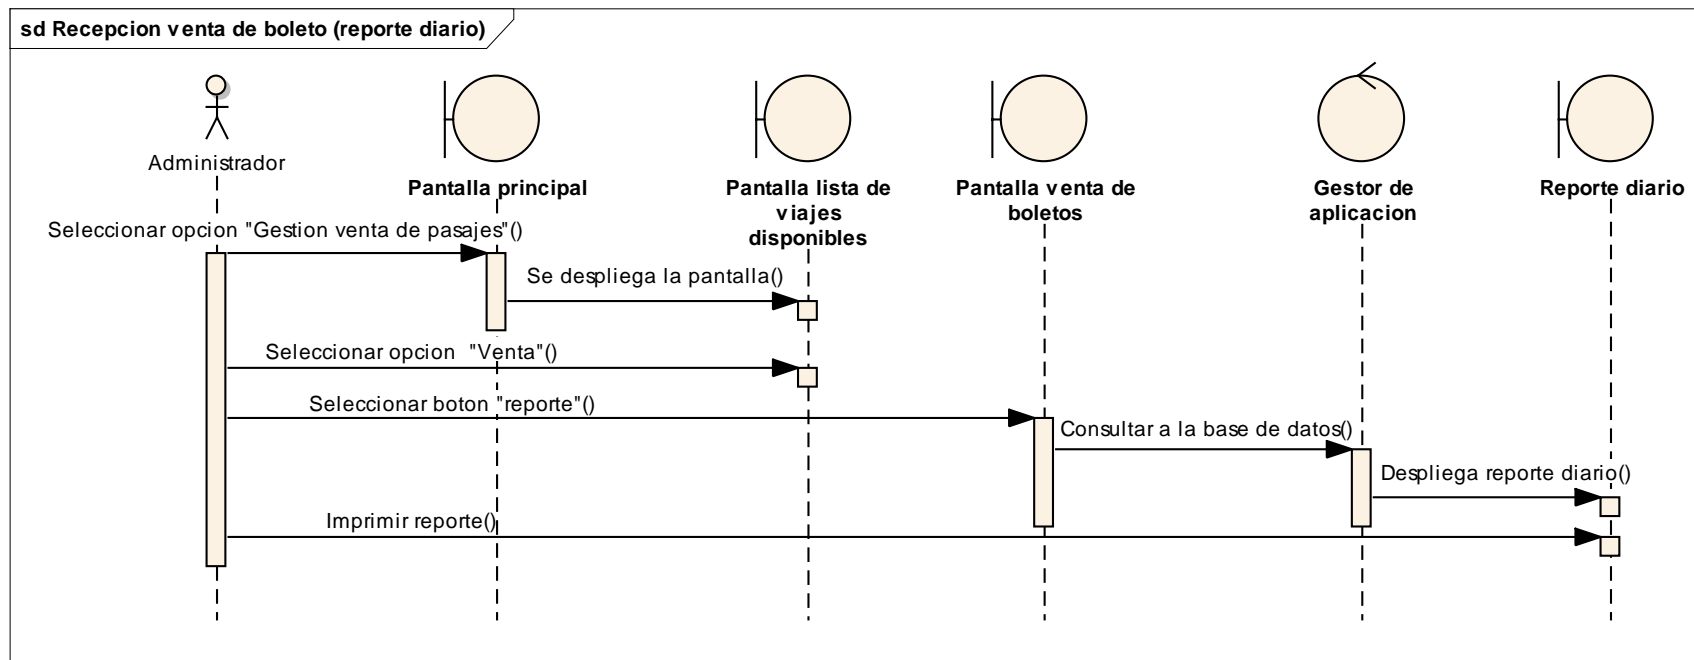 sd Recepcion venta de boleto (reporte diario)
Administrador
Pantalla principal
Pantalla lista de
viajes
disponibles
Pantalla venta de
boletos
Gestor de
aplicacion
Reporte diario
Seleccionar opcion "Gestion venta de pasajes"()
Se despliega la pantalla()
Seleccionar opcion "Venta"()
Seleccionar boton "reporte"()
Consultar a la base de datos()
Despliega reporte diario()
Imprimir reporte()